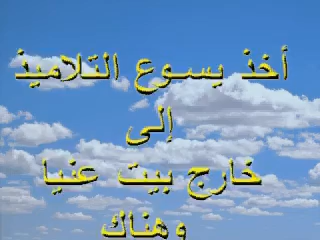 أخذ يسوع التلاميذ
إلى
خارج بيت عنيا
وهناك